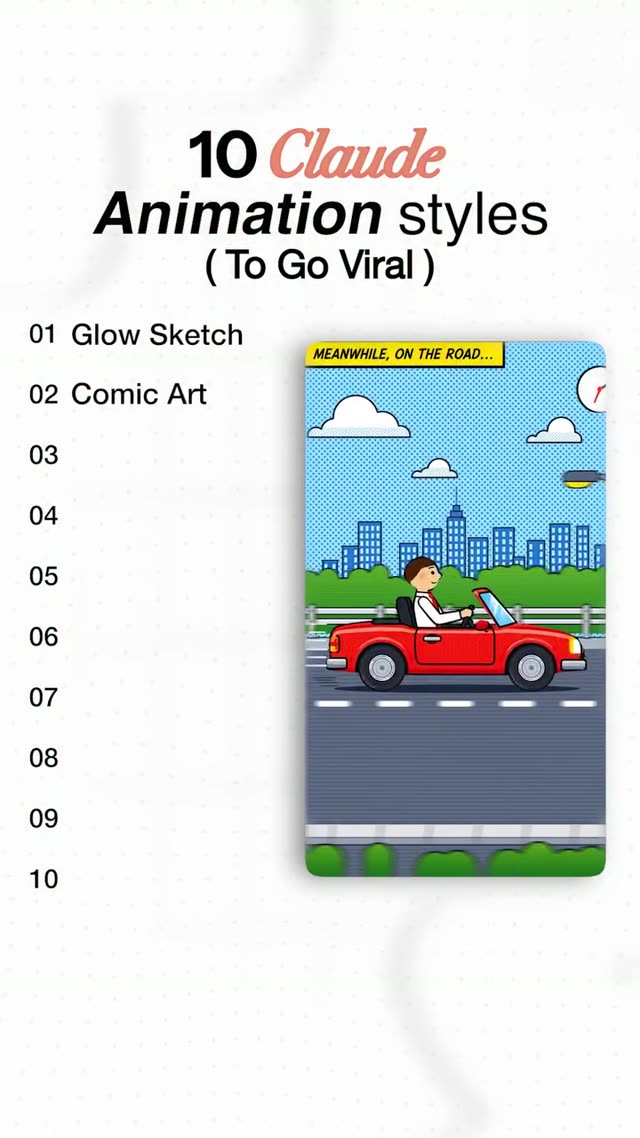 10 Claude
Animation styles
( To Go Viral )
01 Glow Sketch
02 Comic Art
03
04
05
06
07
08
09
10
MEANWHILE, ON THE ROAD...